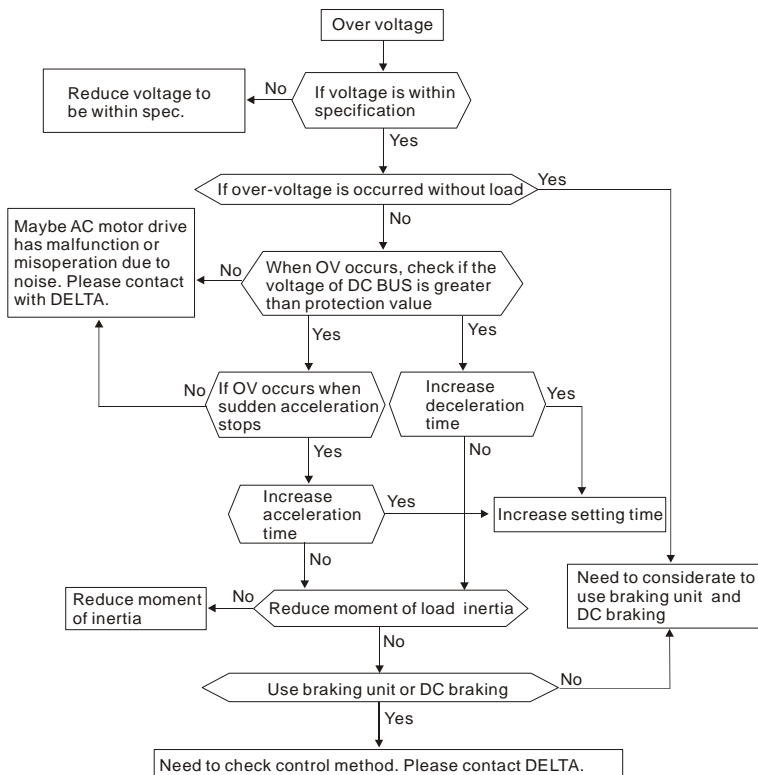 Over voltage
Reduce voltage to
be within spec.
No
If voltage is within
specification
Yes
If over-voltage is occurred without load
Yes
No
Maybe AC motor drive
has malfunction or
misoperation due to
noise. Please contact
with DELTA.
No
When OV occurs, check if the
voltage of DC BUS is greater
than protection value
Yes
Yes
No
If OV occurs when
sudden acceleration
stops
Increase
deceleration
time
Yes
Yes
No
Increase
acceleration
time
Yes
Increase setting time
No
Reduce moment
of inertia
No
Reduce moment of load inertia
Need to considerate to
use braking unit and
DC braking
No
Use braking unit or DC braking
No
Yes
Need to check control method. Please contact DELTA.